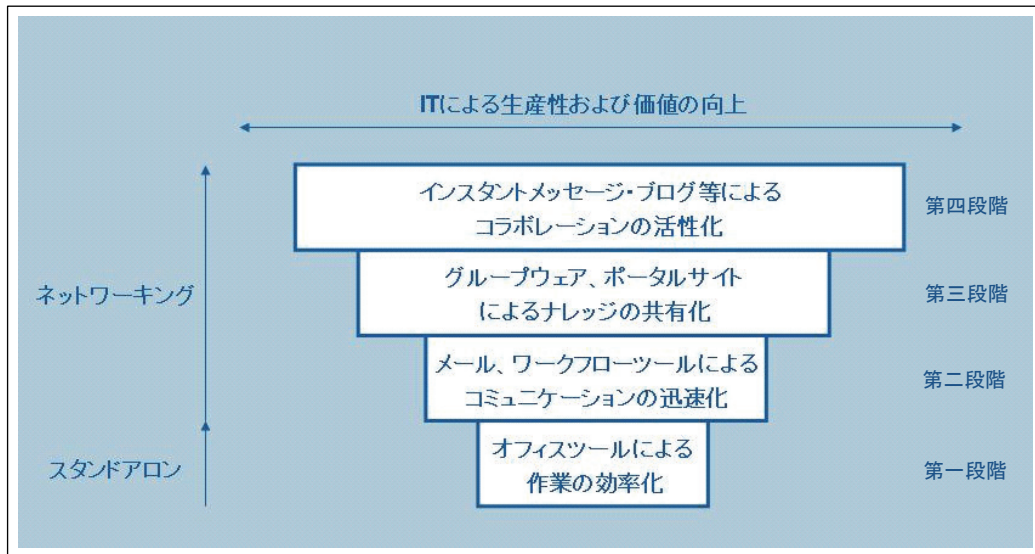 ITによる生産性および価値の向上
インスタントメッセージ・ブログ等による
コラボレーションの活性化
第四段階
グループウェア、ポータルサイト
によるナレッジの共有化
第三段階
ネットワーキング
メール、ワークフローツールによる
コミュニケーションの迅速化
第二段階
オフィスツールによる
作業の効率化
第一段階
スタンドアロン